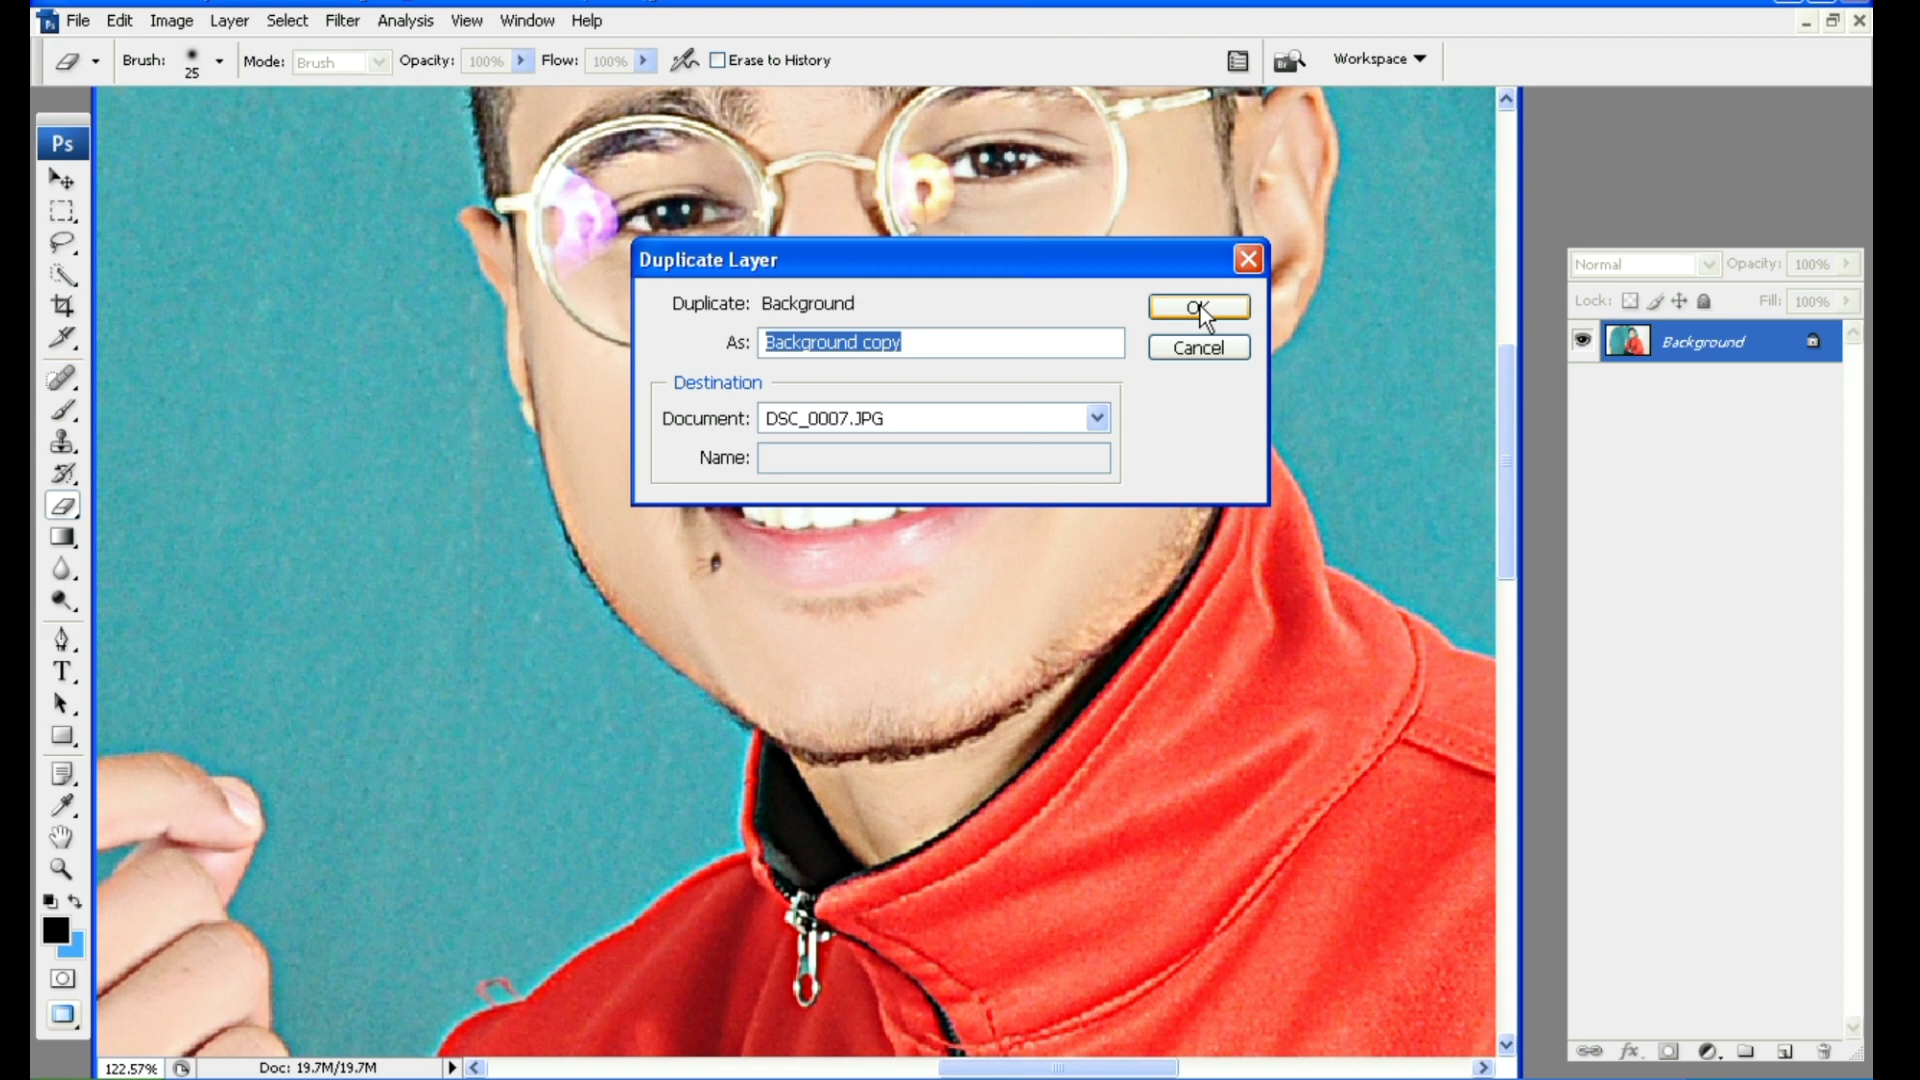 File Edit Image Layer Select Filter Analysis View Window Help
Brush: 25 Mode: Brush Opacity: 100% Flow: 100% Erase to History Workspace
Ps
Duplicate Layer
Duplicate: Background
OK
As: Background copy
Cancel
Destination
Document: DSC_0007.JPG
Name:
Normal Opacity: 100%
Lock: Fill: 100%
Background
122.57% Doc: 19.7M/19.7M